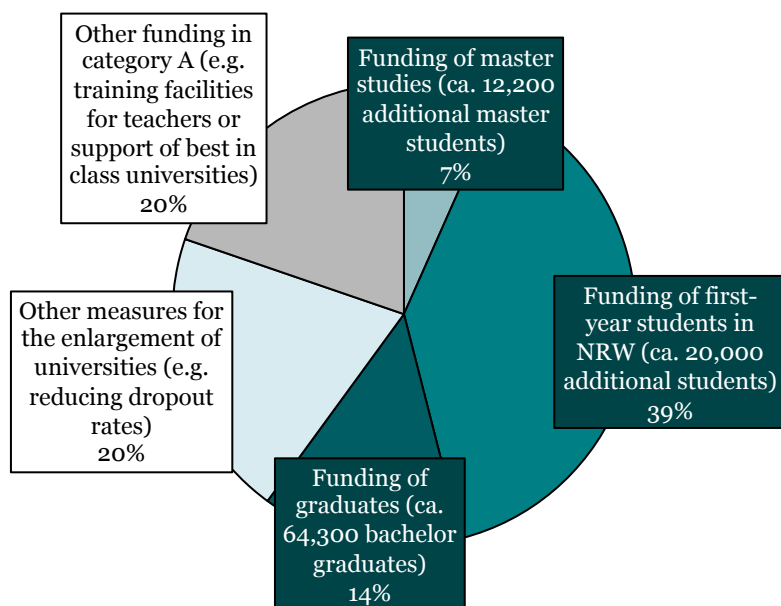 Other funding in
category A (e.g.
training facilities
for teachers or
support of best in
class universities)
20%
Funding of master
studies (ca. 12,200
additional master
students)
7%
Funding of first-
year students in
NRW (ca. 20,000
additional students)
39%
Other measures for
the enlargement of
universities (e.g.
reducing dropout
rates)
20%
Funding of
graduates (ca.
64,300 bachelor
graduates)
14%